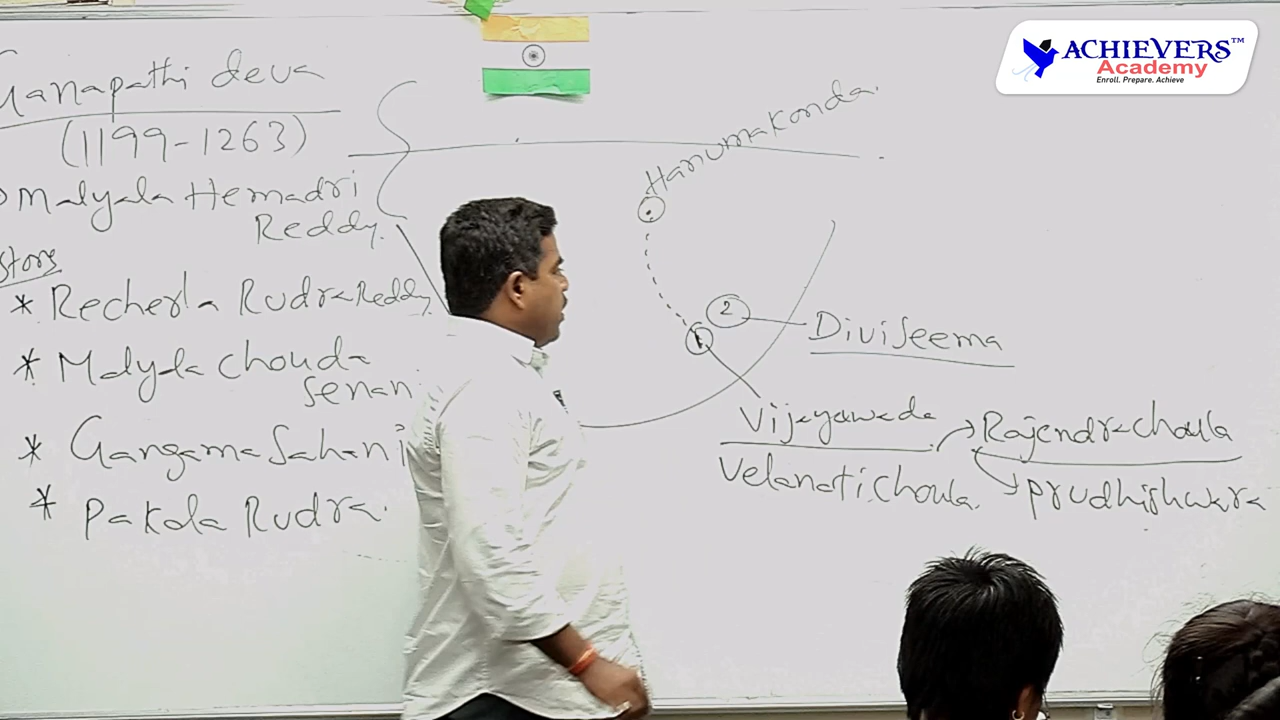 Ganapathi deva
(1199-1263)
Malyala Hemadri
Reddy.
* Recherla Rudra Reddy
* Malyala Chouda
Senani
* Gangama Sahani
* Pakala Rudra.
Hanumakonda.
2
Diviseema
Vijayawada
Velanati Choula.
Rajendra choula
Prudhishwara
ACHIEVERS™
Academy
Enroll. Prepare. Achieve